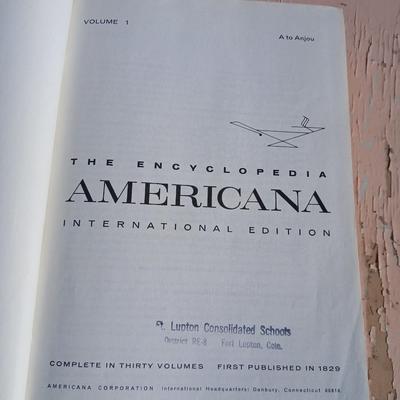 VOLUME 1
A to Anjou
THE ENCYCLOPEDIA
AMERICANA
INTERNATIONAL EDITION
Ft. Lupton Consolidated Schools
District RE-8 Fort Lupton, Colo.
COMPLETE IN THIRTY VOLUMES FIRST PUBLISHED IN 1829
AMERICANA CORPORATION International Headquarters: Danbury, Connecticut 06816